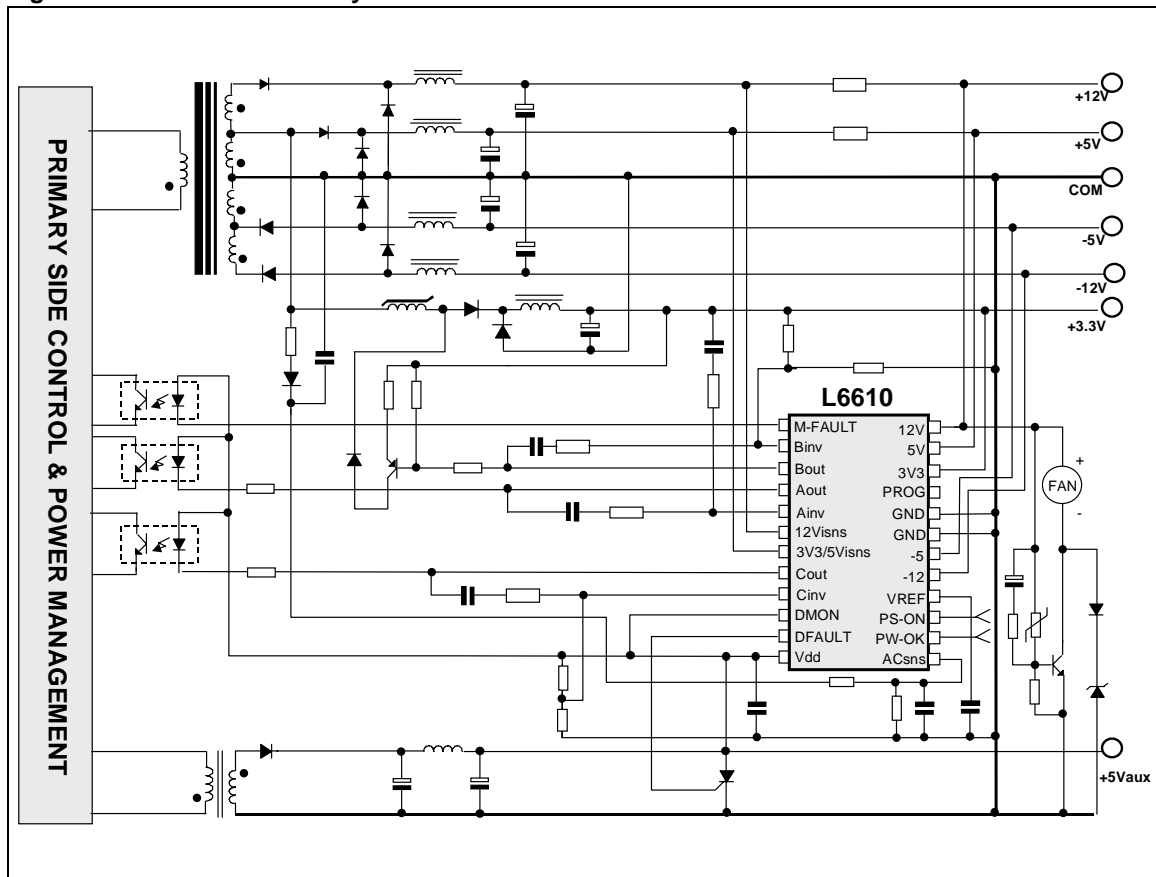 +12V
+5V
COM
-5V
-12V
+3.3V
PRIMARY SIDE CONTROL & POWER MANAGEMENT
L6610
M-FAULT
Binv
Bout
Aout
Ainv
12Visns
3V3/5Visns
Cout
Cinv
DMON
DFAULT
Vdd
12V
5V
3V3
PROG
GND
GND
-5
-12
VREF
PS-ON
PW-OK
ACsns
+
FAN
-
+5Vaux